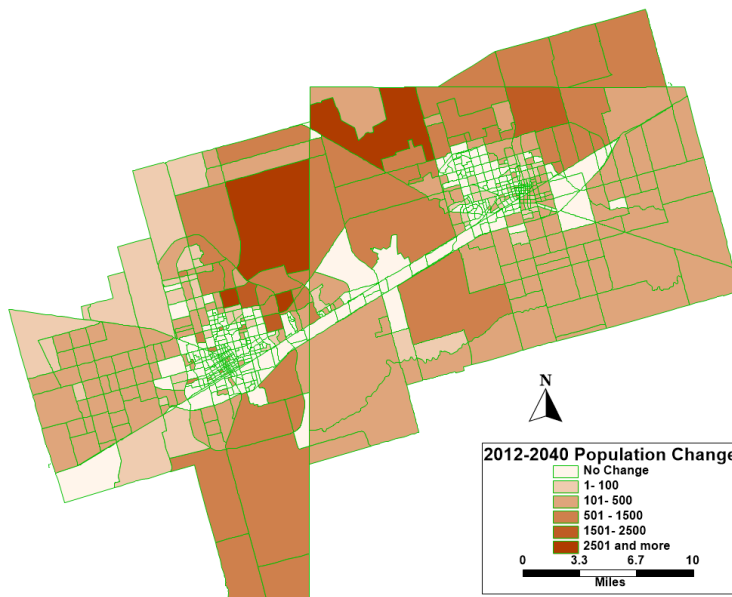 N
2012-2040 Population Change
No Change
1- 100
101- 500
501 - 1500
1501- 2500
2501 and more
0 3.3 6.7 10
Miles